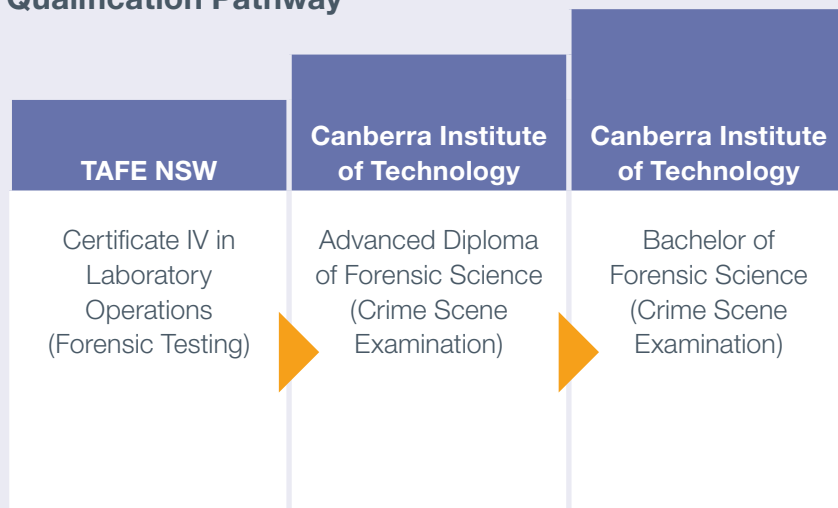 Qualification Pathway
TAFE NSW
Certificate IV in
Laboratory
Operations
(Forensic Testing)
Canberra Institute
of Technology
Advanced Diploma
of Forensic Science
(Crime Scene
Examination)
Canberra Institute
of Technology
Bachelor of
Forensic Science
(Crime Scene
Examination)